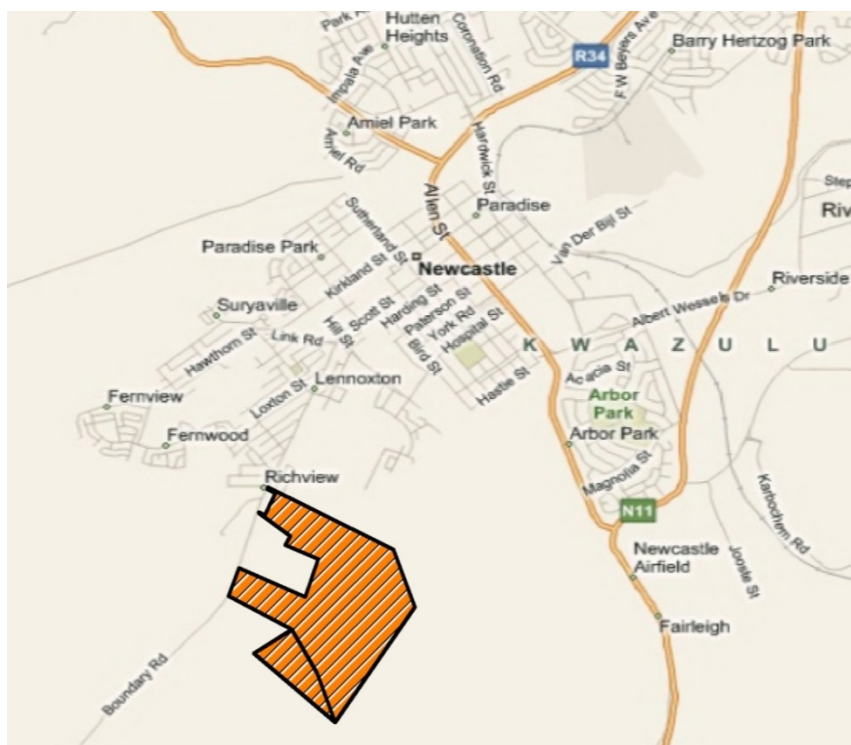 Park R
Hutten
Heights
Coronation Rd
R34
F W Beyers Ave
Barry Hertzog Park
Impala Ave
Amiel Park
Amiel Rd
Hardwick St
Allen St
Paradise
Sutherland St
Van Der Bijl St
Step
Riv
Paradise Park
Kirkland St
Newcastle
Riverside
Suryaville
Scott St
Harding St
Paterson St
York Rd
Hospital St
Albert Wessels Dr
Hill St
Link Rd
Hawthorn St
Bird St
KWAZULU
Hastie St
Acacia St
Lennoxton
Loxton St
Fernview
Arbor
Park
Fernwood
Arbor Park
Richview
Magnolia St
N11
Karbochem Rd
Newcastle
Airfield
Jooste St
Fairleigh
Boundary Rd